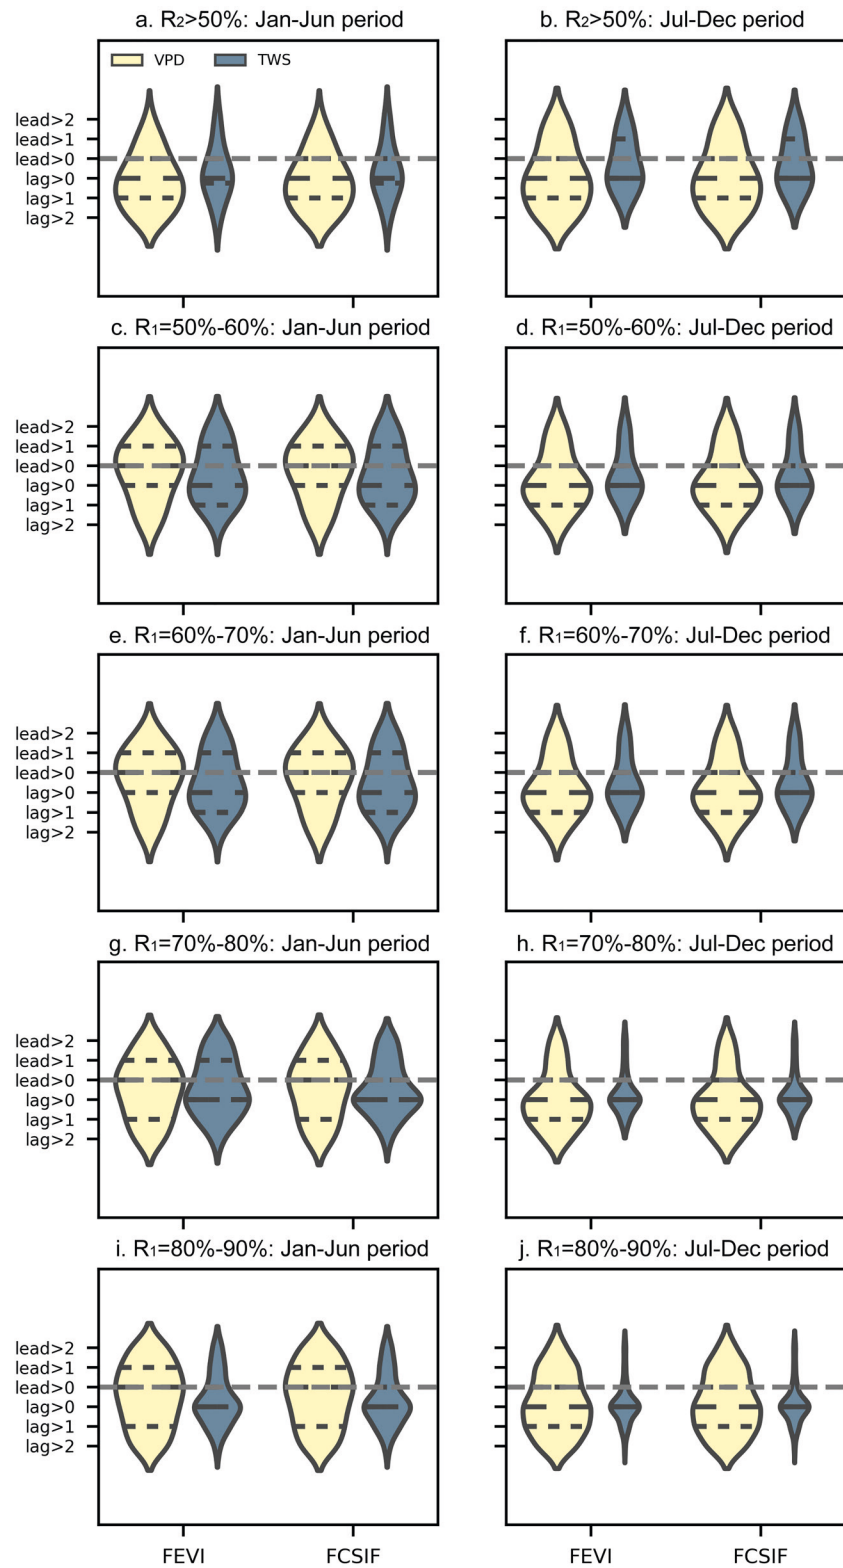 a. R₂>50%: Jan-Jun period
b. R₂>50%: Jul-Dec period
VPD
TWS
lead>2
lead>1
lead>0
lag>0
lag>1
lag>2
c. R₁=50%-60%: Jan-Jun period
d. R₁=50%-60%: Jul-Dec period
lead>2
lead>1
lead>0
lag>0
lag>1
lag>2
e. R₁=60%-70%: Jan-Jun period
f. R₁=60%-70%: Jul-Dec period
lead>2
lead>1
lead>0
lag>0
lag>1
lag>2
g. R₁=70%-80%: Jan-Jun period
h. R₁=70%-80%: Jul-Dec period
lead>2
lead>1
lead>0
lag>0
lag>1
lag>2
i. R₁=80%-90%: Jan-Jun period
j. R₁=80%-90%: Jul-Dec period
lead>2
lead>1
lead>0
lag>0
lag>1
lag>2
FEVI
FCSIF
FEVI
FCSIF